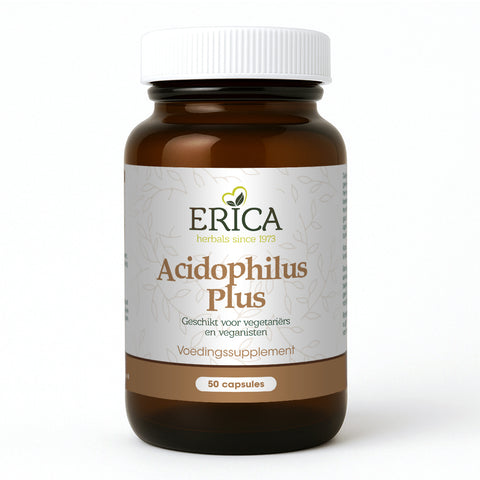 ERICA
herbals since 1973
Acidophilus
Plus
Geschikt voor vegetariërs
en veganisten
Voedingssupplement
50 capsules